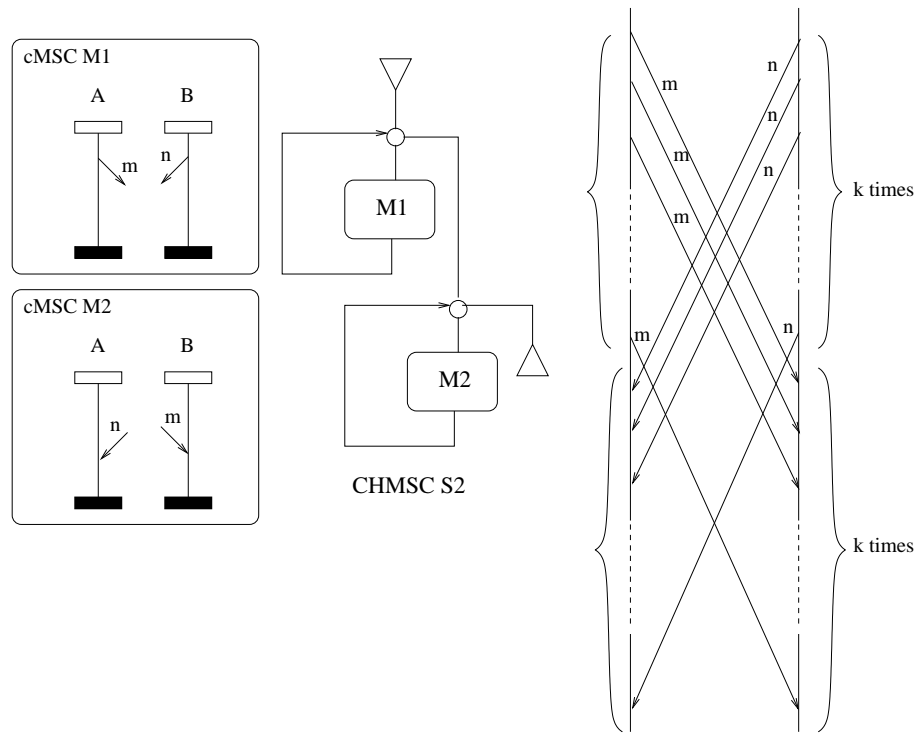 cMSC M1
A B
m n
cMSC M2
A B
n m
M1
M2
CHMSC S2
m n
m n
m n
m n
k times
k times